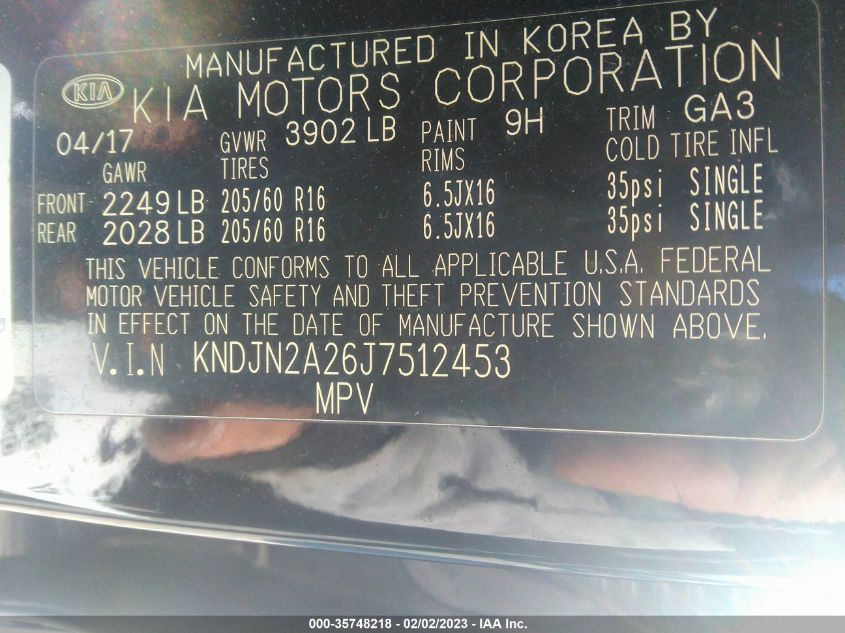 MANUFACTURED IN KOREA BY
KIA KIA MOTORS CORPORATION
04/17 GVWR 3902 LB PAINT 9H TRIM GA3
GAWR TIRES RIMS COLD TIRE INFL
FRONT 2249 LB 205/60 R16 6.5JX16 35psi SINGLE
REAR 2028 LB 205/60 R16 6.5JX16 35psi SINGLE
THIS VEHICLE CONFORMS TO ALL APPLICABLE U.S.A. FEDERAL
MOTOR VEHICLE SAFETY AND THEFT PREVENTION STANDARDS
IN EFFECT ON THE DATE OF MANUFACTURE SHOWN ABOVE.
V.I.N KNDJN2A26J7512453
MPV
000-35748218 - 02/02/2023 - IAA Inc.